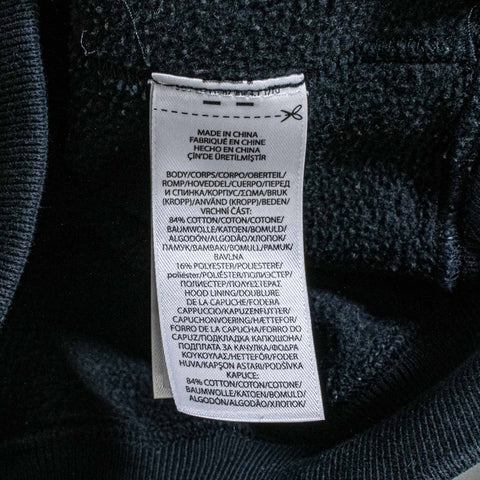 MADE IN CHINA
FABRIQUÉ EN CHINE
HECHO EN CHINA
ÇİN'DE ÜRETİLMİŞTİR
BODY/CORPS/CORPO/OBERTEIL/
ROMP/HOVEDDEL/CUERPO/ПЕРЕД
И СПИНКА/KORPUS/ΣΩΜΑ/BRUK
(KROPP)/ANVÄND (KROPP)/BEDEN/
VRCHNÍ ČÁST:
84% COTTON/COTON/COTONE/
BAUMWOLLE/KATOEN/BOMULD/
ALGODÓN/ALGODÃO/ХЛОПОК/
ПАМУК/ΒΑΜΒΑΚΙ/BOMULL/PAMUK/
BAVLNA
16% POLYESTER/POLIESTERE/
poliéster/POLIESTER/ПОЛИЭСТЕР/
ПОЛИЕСТЕР/ΠΟΛΥΕΣΤΕΡΑΣ
HOOD LINING/DOUBLURE
DE LA CAPUCHE/FODERA
CAPPUCCIO/KAPUZENFUTTER/
CAPUCHONVOERING/HÆTTEFOR/
FORRO DE LA CAPUCHA/FORRO DO
CAPUZ/ПОДКЛАДКА КАПЮШОНА/
ПОДПЛАТА ЗА КАЧУЛКА/ΦΟΔΡΑ
ΚΟΥΚΟΥΛΑΣ/HETTEFÔR/FODER
HUVA/KAPŞON ASTARI/PODŠÍVKA
KAPUCE:
84% COTTON/COTON/COTONE/
BAUMWOLLE/KATOEN/BOMULD/
ALGODÓN/ALGODÃO/ХЛОПОК/